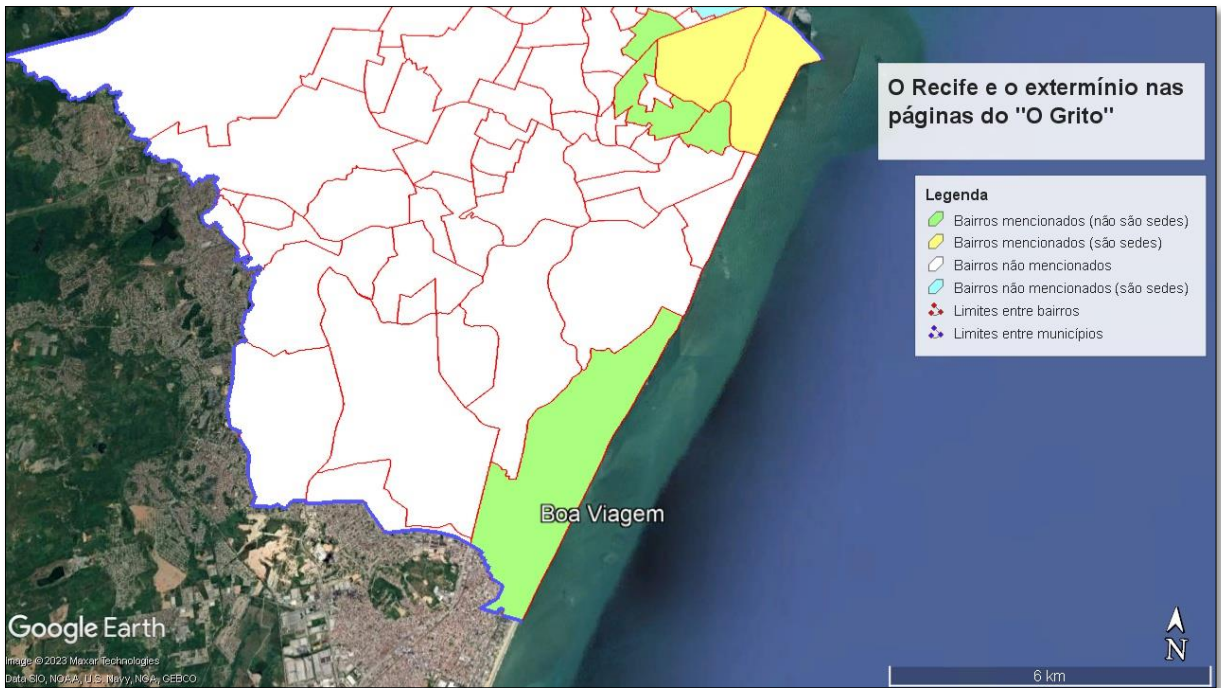 O Recife e o extermínio nas
páginas do "O Grito"
Legenda
Bairros mencionados (não são sedes)
Bairros mencionados (são sedes)
Bairros não mencionados
Bairros não mencionados (são sedes)
Limites entre bairros
Limites entre municípios
Boa Viagem
Google Earth
Image © 2023 Maxar Technologies
Data SIO, NOAA, U.S. Navy, NGA, GEBCO
N
6 km